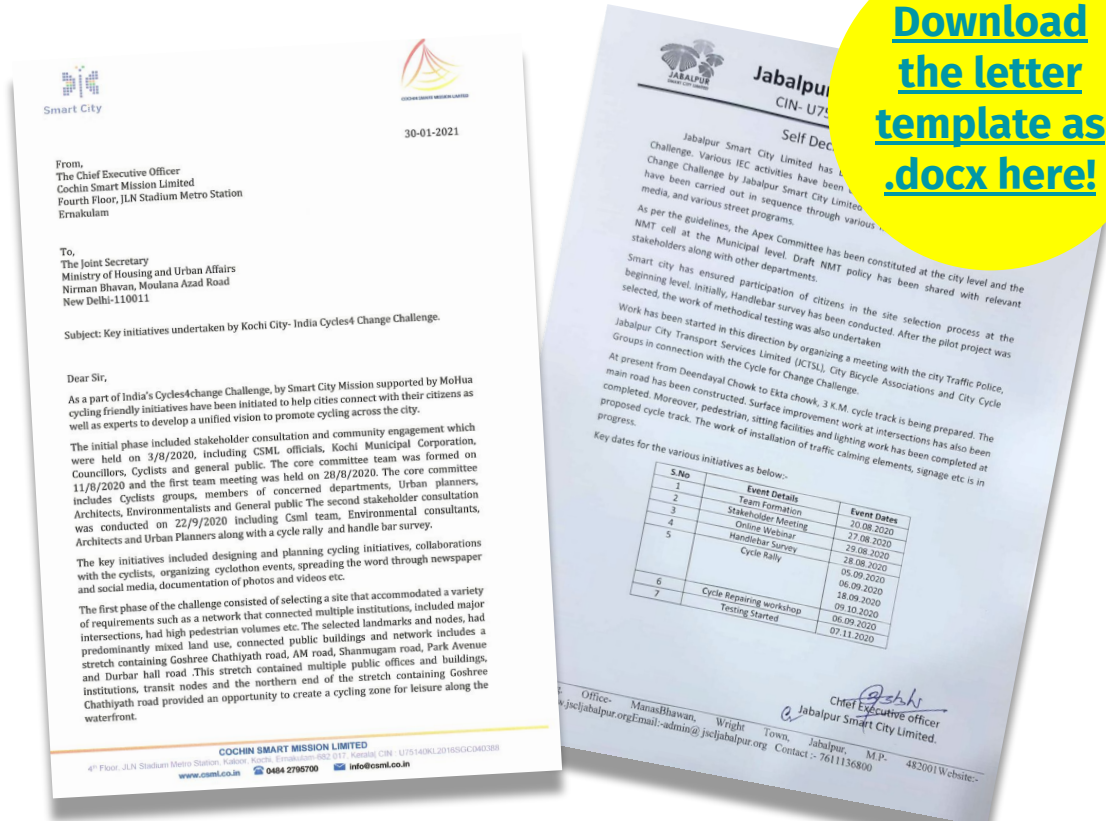 Smart City
COCHIN SMART MISSION LIMITED
30-01-2021
From,
The Chief Executive Officer
Cochin Smart Mission Limited
Fourth Floor, JLN Stadium Metro Station
Ernakulam
To,
The Joint Secretary
Ministry of Housing and Urban Affairs
Nirman Bhavan, Moulana Azad Road
New Delhi-110011
Subject: Key initiatives undertaken by Kochi City- India Cycles4 Change Challenge.
Dear Sir,
As a part of India's Cycles4change Challenge, by Smart City Mission supported by MoHua
cycling friendly initiatives have been initiated to help cities connect with their citizens as
well as experts to develop a unified vision to promote cycling across the city.
The initial phase included stakeholder consultation and community engagement which
were held on 3/8/2020, including CSML officials, Kochi Municipal Corporation,
Councillors, Cyclists and general public. The core committee team was formed on
11/8/2020 and the first team meeting was held on 28/8/2020. The core committee
includes Cyclists groups, members of concerned departments, Urban planners,
Architects, Environmentalists and General public The second stakeholder consultation
was conducted on 22/9/2020 including Csml team, Environmental consultants,
Architects and Urban Planners along with a cycle rally and handle bar survey.
The key initiatives included designing and planning cycling initiatives, collaborations
with the cyclists, organizing cyclothon events, spreading the word through newspaper
and social media, documentation of photos and videos etc.
The first phase of the challenge consisted of selecting a site that accommodated a variety
of requirements such as a network that connected multiple institutions, included major
intersections, had high pedestrian volumes etc. The selected landmarks and nodes, had
predominantly mixed land use, connected public buildings and network includes a
stretch containing Goshree Chathiyath road, AM road, Shanmugam road, Park Avenue
and Durbar hall road .This stretch contained multiple public offices and buildings,
institutions, transit nodes and the northern end of the stretch containing Goshree
Chathiyath road provided an opportunity to create a cycling zone for leisure along the
waterfront.
COCHIN SMART MISSION LIMITED
4th Floor, JLN Stadium Metro Station, Kaloor, Kochi, Ernakulam-682 017, Kerala| CIN : U75140KL2016SGC040388
www.csml.co.in 0484 2795700 info@csml.co.in
JABALPUR
SMART CITY LIMITED
Jabalpu
CIN- U75
Self Dec
Jabalpur Smart City Limited has
Challenge. Various IEC activities have been
Change Challenge by Jabalpur Smart City Limited
have been carried out in sequence through various
media, and various street programs.
As per the guidelines, the Apex Committee has been constituted at the city level and the
NMT cell at the Municipal level. Draft NMT policy has been shared with relevant
stakeholders along with other departments.
Smart city has ensured participation of citizens in the site selection process at the
beginning level. Initially, Handlebar survey has been conducted. After the pilot project was
selected, the work of methodical testing was also undertaken
Work has been started in this direction by organizing a meeting with the city Traffic Police,
Jabalpur City Transport Services Limited (JCTSL), City Bicycle Associations and City Cycle
Groups in connection with the Cycle for Change Challenge.
At present from Deendayal Chowk to Ekta chowk, 3 K.M. cycle track is being prepared. The
main road has been constructed. Surface improvement work at intersections has also been
completed. Moreover, pedestrian, sitting facilities and lighting work has been completed at
proposed cycle track. The work of installation of traffic calming elements, signage etc is in
progress.
Key dates for the various initiatives as below:-
S.No Event Details Event Dates
1 Team Formation 20.08.2020
2 Stakeholder Meeting 27.08.2020
3 Online Webinar 29.08.2020
4 Handlebar Survey 28.08.2020
5 Cycle Rally 05.09.2020
06.09.2020
18.09.2020
09.10.2020
6 Cycle Repairing workshop 06.09.2020
7 Testing Started 07.11.2020
Chief Executive officer
Jabalpur Smart City Limited.
Office- ManasBhawan, Wright Town, Jabalpur, M.P- 482001Website:-
w.jscljabalpur.orgEmail:-admin@jscljabalpur.org Contact :- 7611136800
Download
the letter
template as
.docx here!